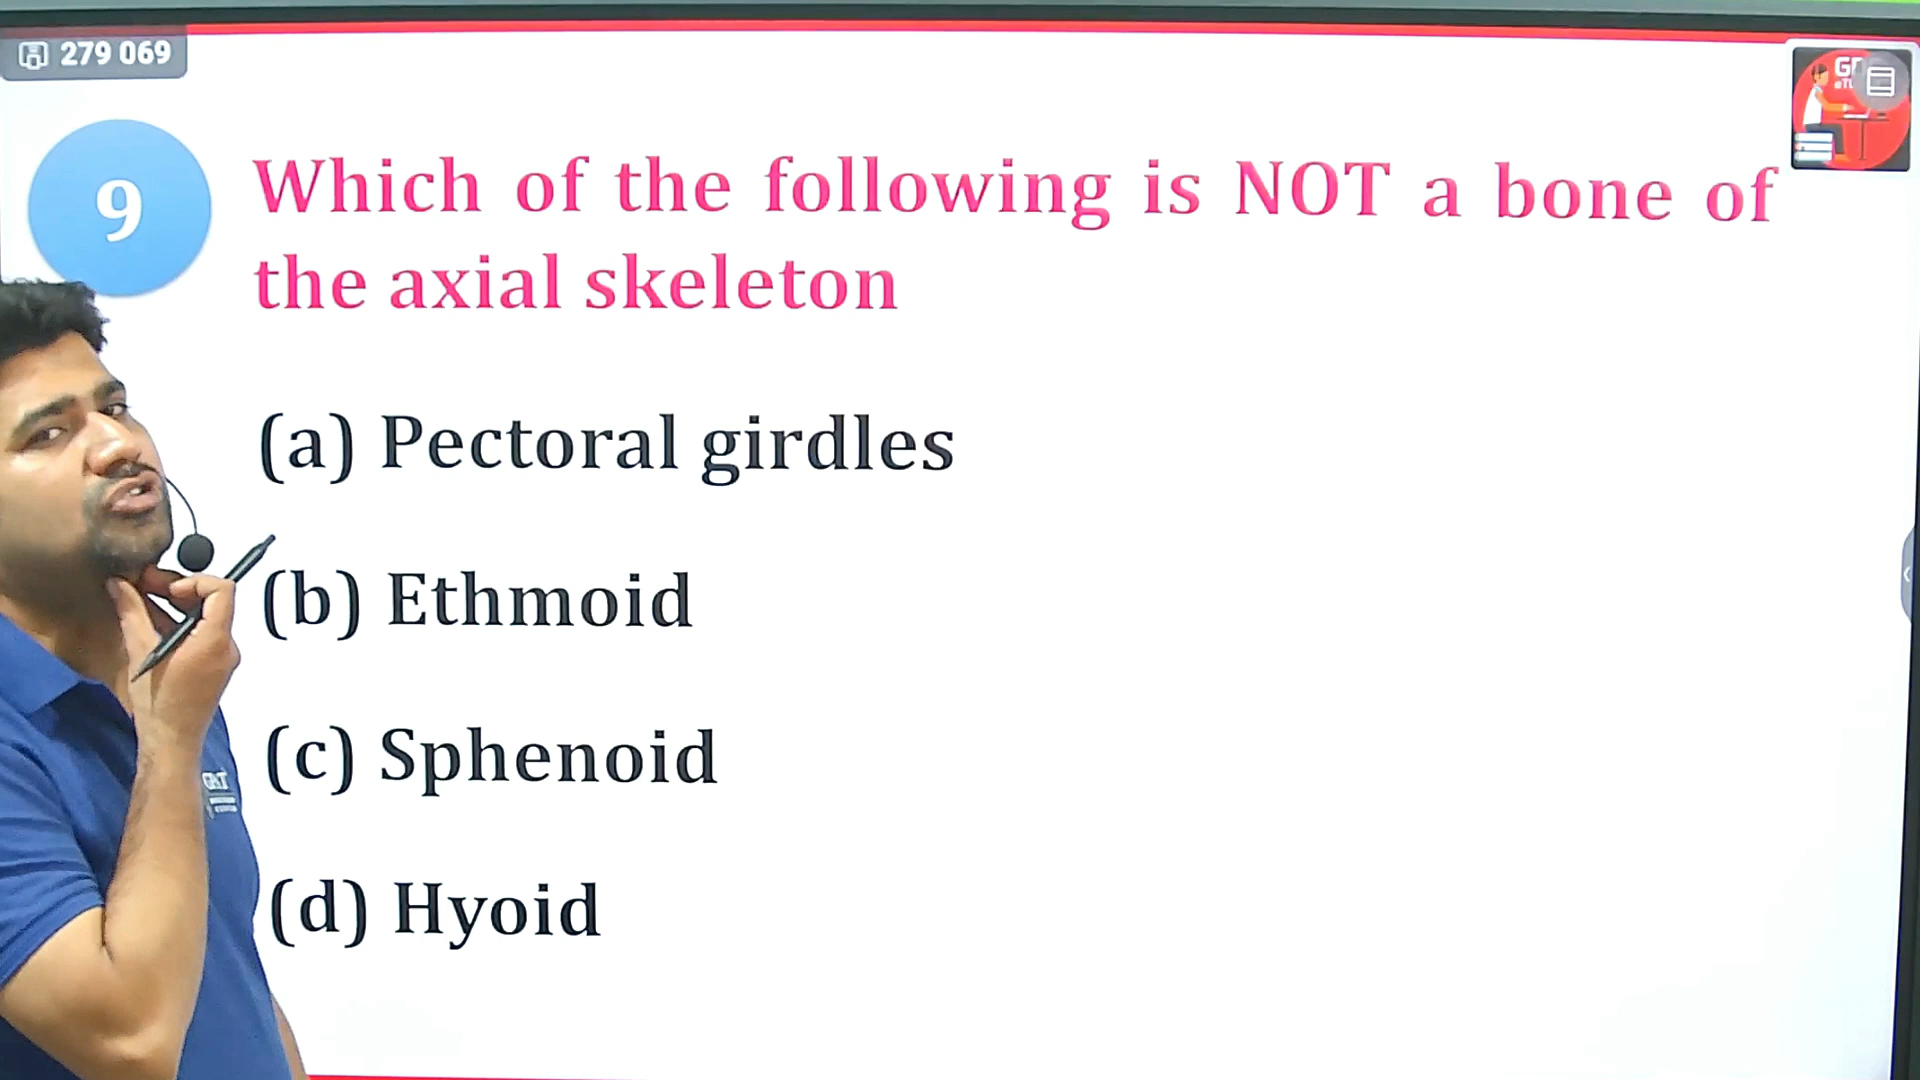 279 069
9
Which of the following is NOT a bone of
the axial skeleton
(a) Pectoral girdles
(b) Ethmoid
(c) Sphenoid
(d) Hyoid